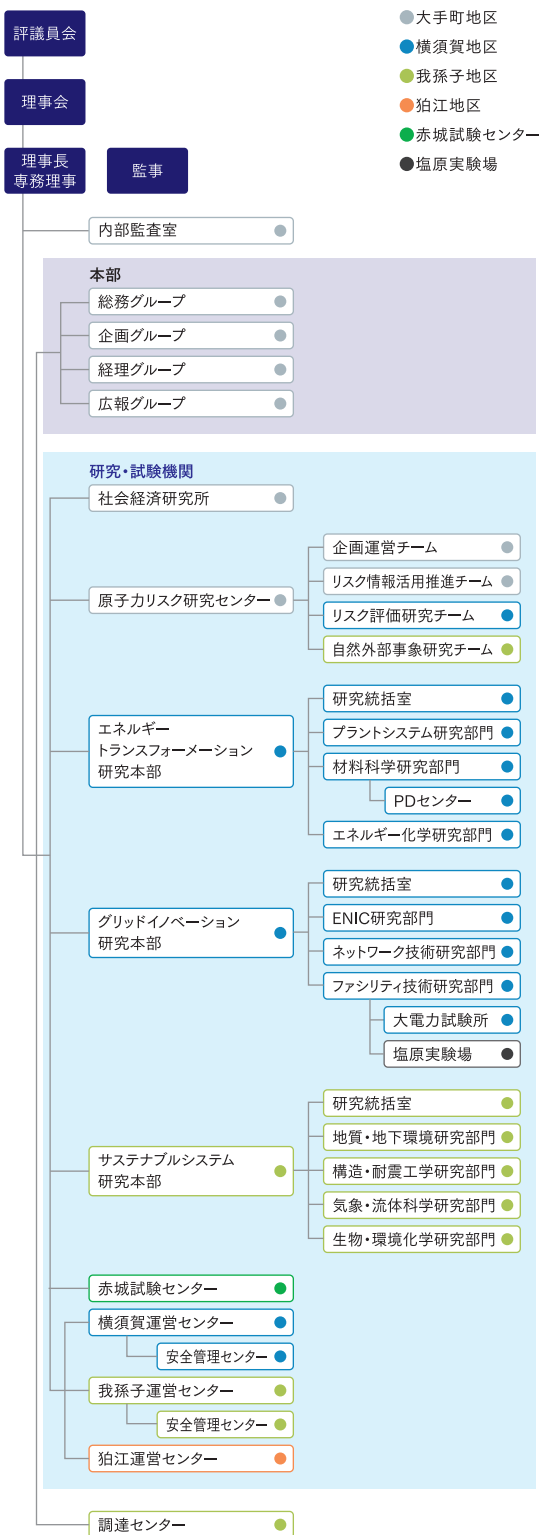 評議員会
理事会
理事長
専務理事
監事
●大手町地区
●横須賀地区
●我孫子地区
●狛江地区
●赤城試験センター
●塩原実験場
内部監査室
本部
総務グループ
企画グループ
経理グループ
広報グループ
研究・試験機関
社会経済研究所
原子力リスク研究センター
企画運営チーム
リスク情報活用推進チーム
リスク評価研究チーム
自然外部事象研究チーム
エネルギー
トランスフォーメーション
研究本部
研究統括室
プラントシステム研究部門
材料科学研究部門
PDセンター
エネルギー化学研究部門
グリッドイノベーション
研究本部
研究統括室
ENIC研究部門
ネットワーク技術研究部門
ファシリティ技術研究部門
大電力試験所
塩原実験場
サステナブルシステム
研究本部
研究統括室
地質・地下環境研究部門
構造・耐震工学研究部門
気象・流体科学研究部門
生物・環境化学研究部門
赤城試験センター
横須賀運営センター
安全管理センター
我孫子運営センター
安全管理センター
狛江運営センター
調達センター